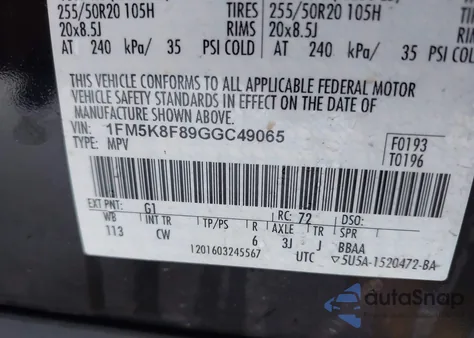 255/50R20 105H TIRES 255/50R20 105H
20x8.5J RIMS 20x8.5J
AT 240 kPa/ 35 PSI COLD AT 240 kPa/ 35 PSI COLD
THIS VEHICLE CONFORMS TO ALL APPLICABLE FEDERAL MOTOR
VEHICLE SAFETY STANDARDS IN EFFECT ON THE DATE OF
MANUFACTURE SHOWN ABOVE.
VIN: 1FM5K8F89GGC49065
TYPE: MPV
F0193
T0196
EXT PNT: G1 RC: 72 DSO:
WB INT TR TP/PS R AXLE TR SPR
113 CW 6 3J J BBAA
1201603245567 UTC ▽5U5A-1520472-BA
autoSnap